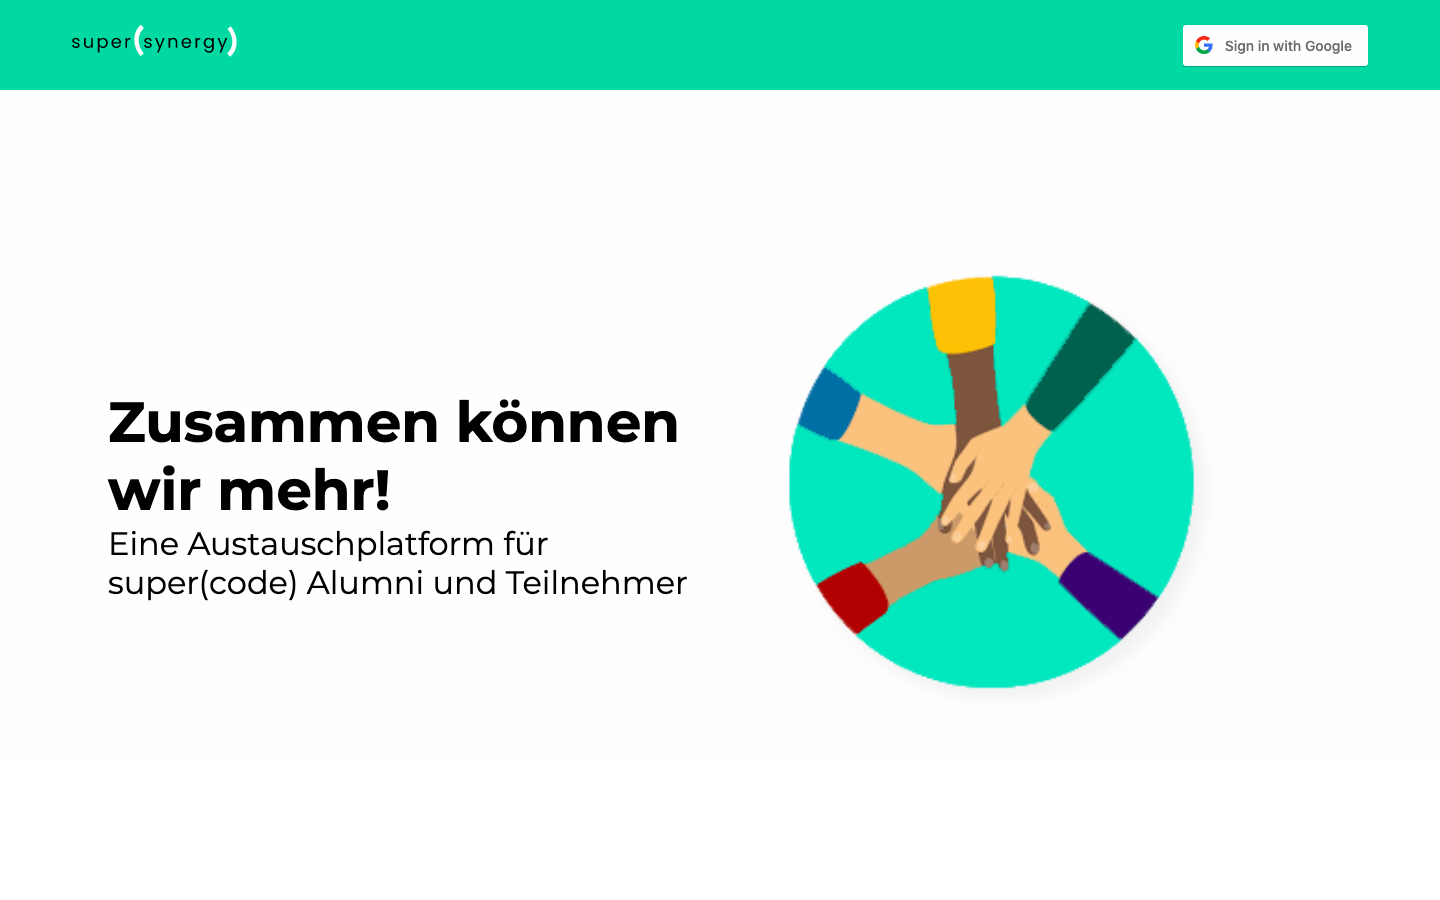 super(synergy)
Sign in with Google
Zusammen können
wir mehr!
Eine Austauschplatform für
super(code) Alumni und Teilnehmer